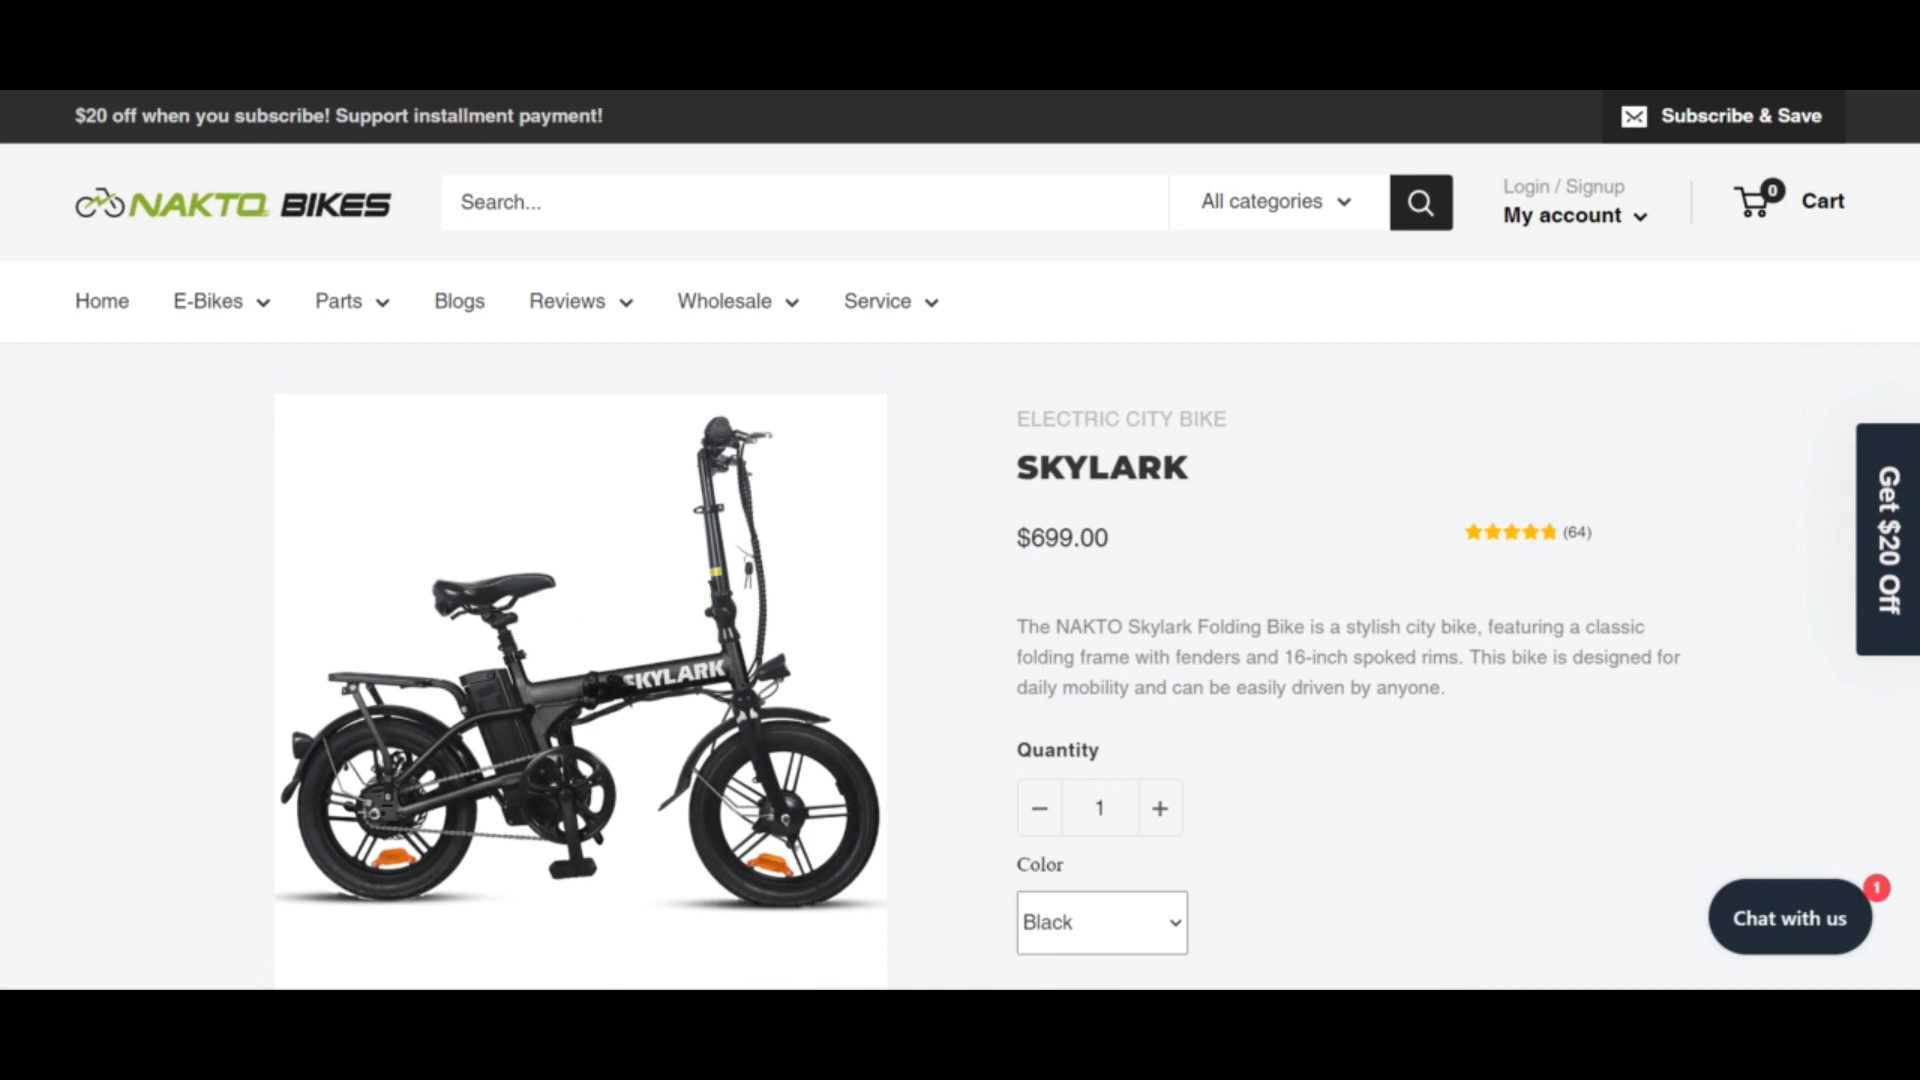 $20 off when you subscribe! Support installment payment!
Subscribe & Save
NAKTO BIKES
Search...
All categories
Login / Signup
My account
0
Cart
Home
E-Bikes
Parts
Blogs
Reviews
Wholesale
Service
ELECTRIC CITY BIKE
SKYLARK
$699.00
(64)
The NAKTO Skylark Folding Bike is a stylish city bike, featuring a classic
folding frame with fenders and 16-inch spoked rims. This bike is designed for
daily mobility and can be easily driven by anyone.
Quantity
− 1 +
Color
Black
SKYLARK
Get $20 Off
1
Chat with us